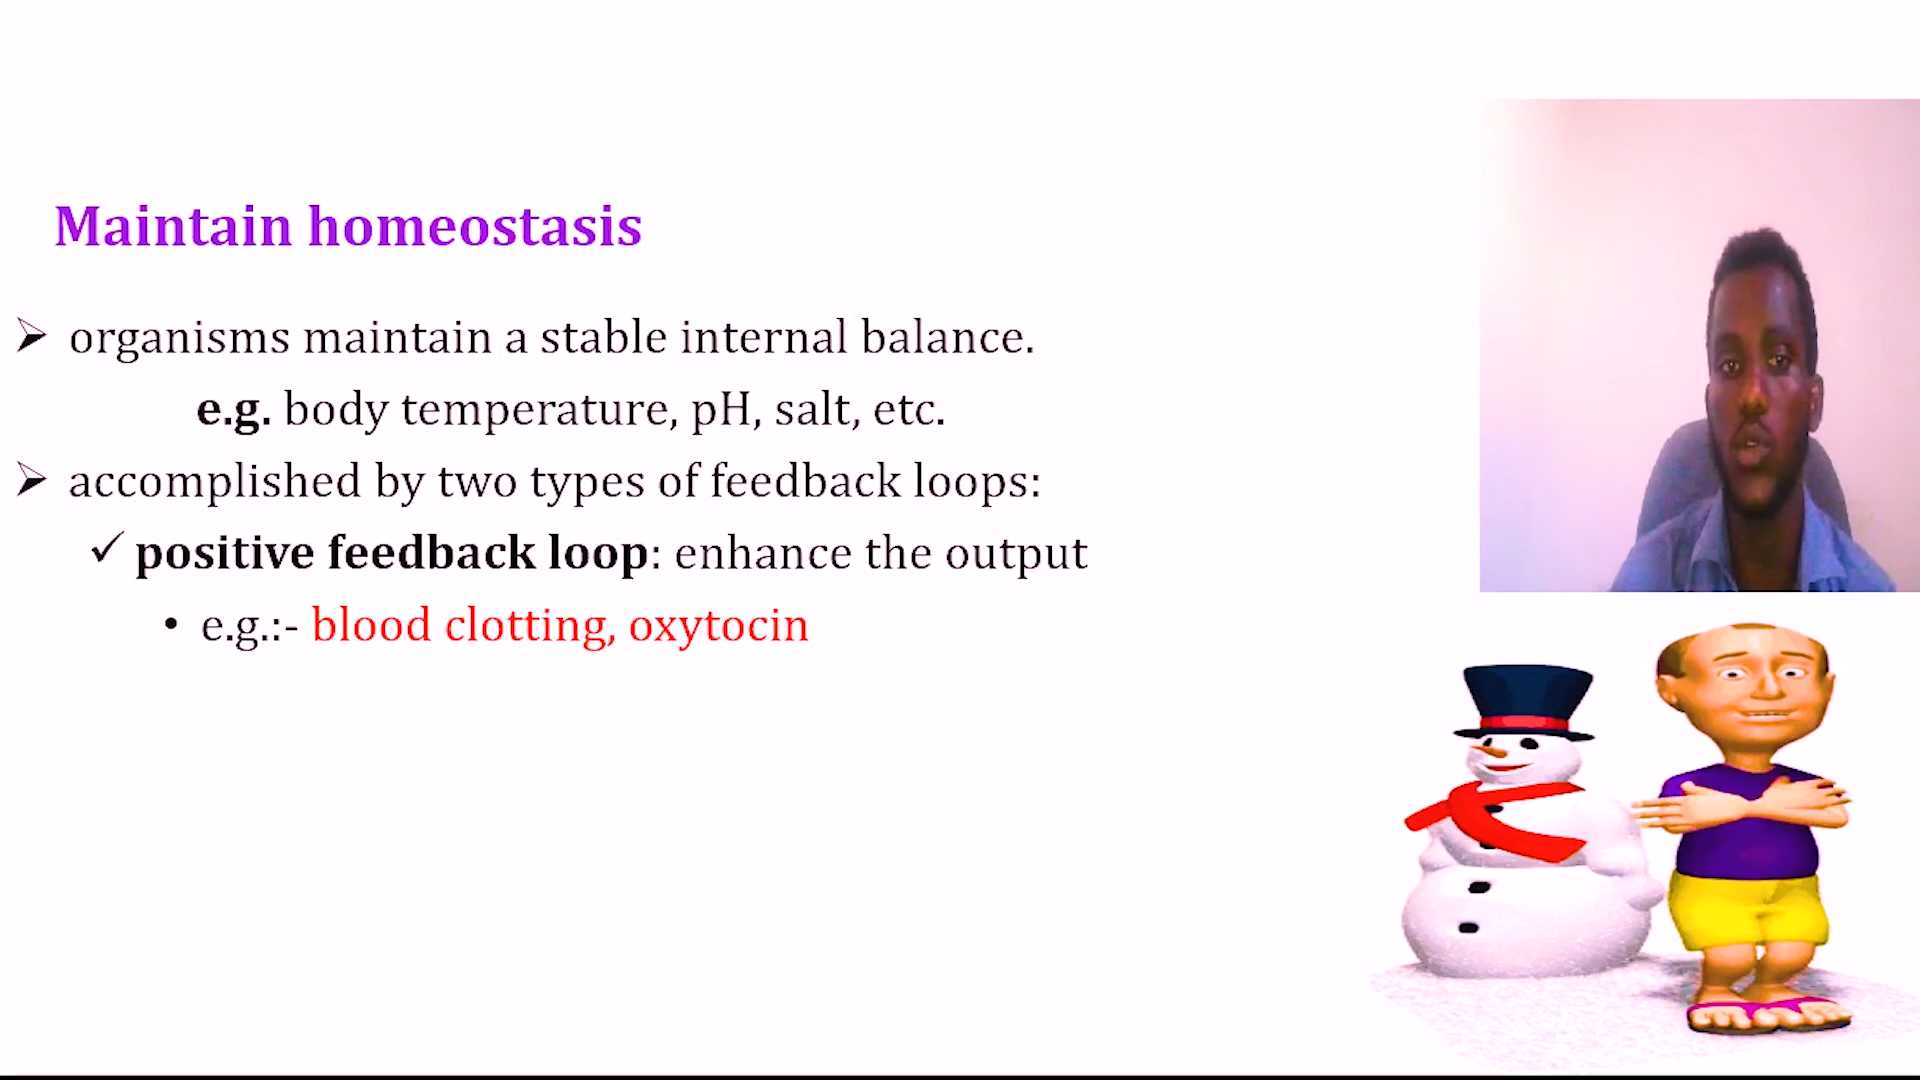 Maintain homeostasis
➢ organisms maintain a stable internal balance.
e.g. body temperature, pH, salt, etc.
➢ accomplished by two types of feedback loops:
✓ positive feedback loop: enhance the output
• e.g.:- blood clotting, oxytocin